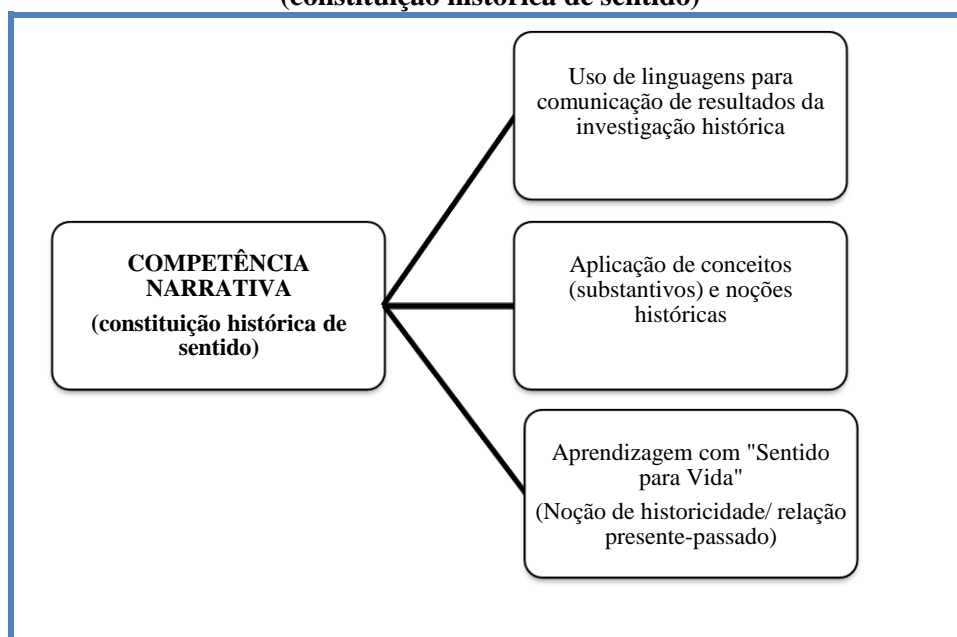 (constituição histórica de sentido)
Uso de linguagens para
comunicação de resultados da
investigação histórica
COMPETÊNCIA
NARRATIVA
(constituição histórica de
sentido)
Aplicação de conceitos
(substantivos) e noções
históricas
Aprendizagem com "Sentido
para Vida"
(Noção de historicidade/ relação
presente-passado)